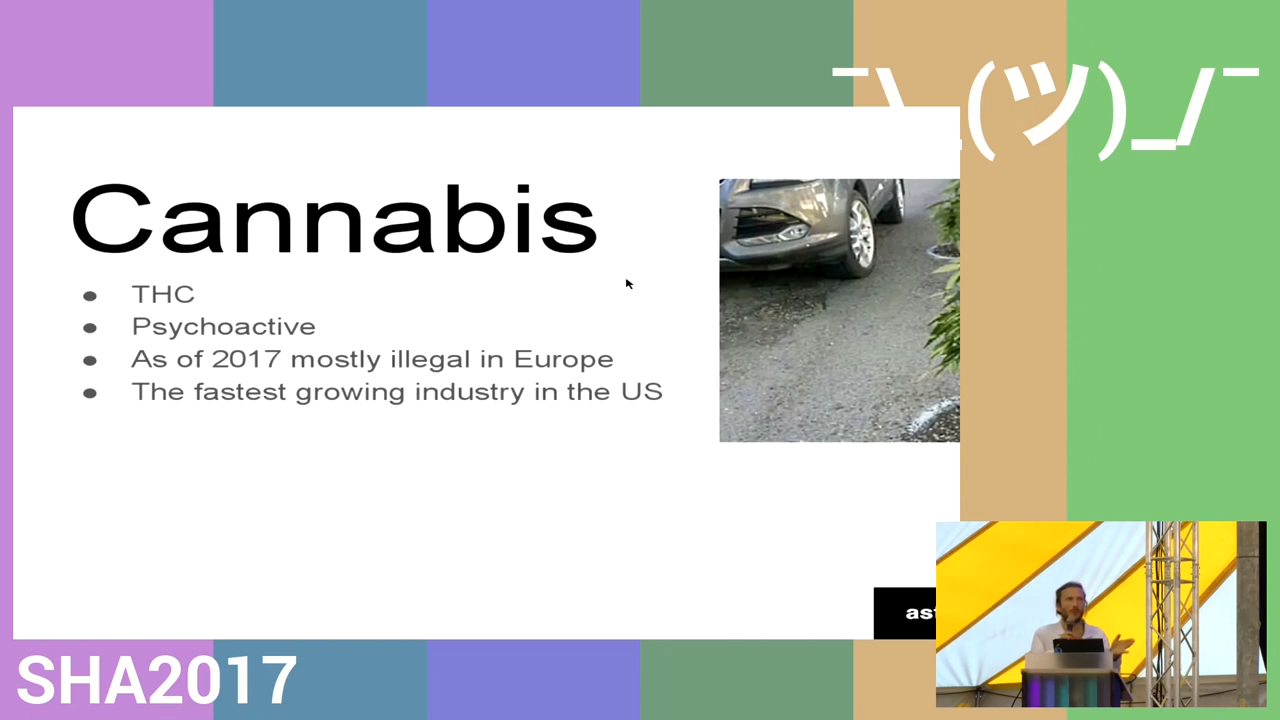 ¯\_(ツ)_/¯
Cannabis
THC
Psychoactive
As of 2017 mostly illegal in Europe
The fastest growing industry in the US
SHA2017